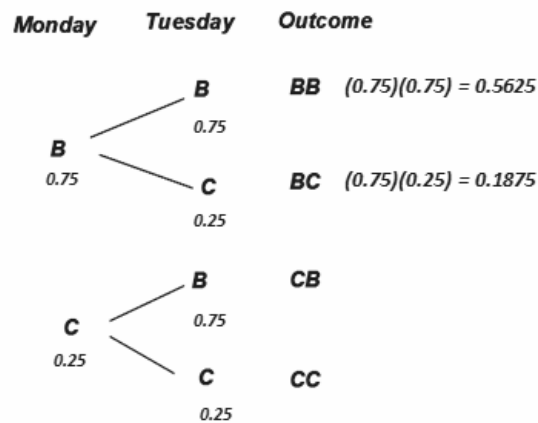 Monday Tuesday Outcome
B BB (0.75)(0.75) = 0.5625
0.75
B
0.75
C BC (0.75)(0.25) = 0.1875
0.25
B CB
0.75
C
0.25
C CC
0.25